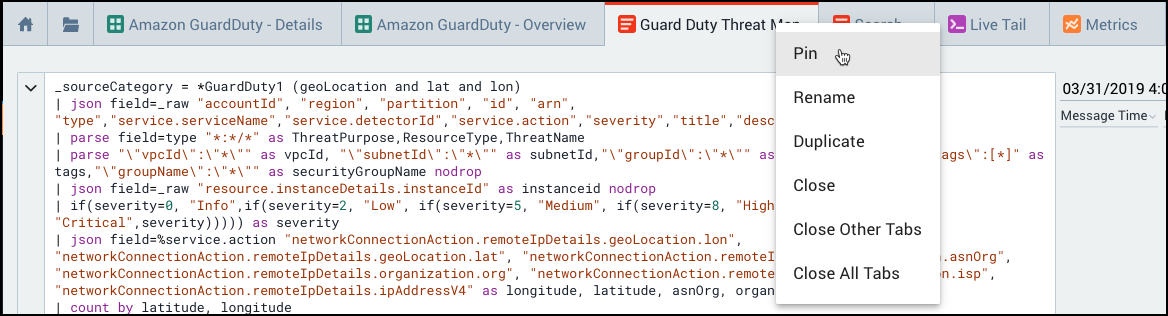 Amazon GuardDuty - Details
Amazon GuardDuty - Overview
Guard Duty Threat Map
Search
Live Tail
Metrics
Pin
Rename
Duplicate
Close
Close Other Tabs
Close All Tabs
_sourceCategory = *GuardDuty1 (geoLocation and lat and lon)
| json field=_raw "accountId", "region", "partition", "id", "arn",
"type","service.serviceName","service.detectorId","service.action","severity","title","desc
| parse field=type "*:*/*" as ThreatPurpose,ResourceType,ThreatName
| parse "\"vpcId\":\"*\"" as vpcId, "\"subnetId\":\"*\"" as subnetId,"\"groupId\":\"*\"" as ags\":[*]" as
tags,"\"groupName\":\"*\"" as securityGroupName nodrop
| json field=_raw "resource.instanceDetails.instanceId" as instanceid nodrop
| if(severity=0, "Info",if(severity=2, "Low", if(severity=5, "Medium", if(severity=8, "High
"Critical",severity))))) as severity
| json field=%service.action "networkConnectionAction.remoteIpDetails.geoLocation.lon",
"networkConnectionAction.remoteIpDetails.geoLocation.lat", "networkConnectionAction.remoteI n.asnOrg",
"networkConnectionAction.remoteIpDetails.organization.org", "networkConnectionAction.remote on.isp",
"networkConnectionAction.remoteIpDetails.ipAddressV4" as longitude, latitude, asnOrg, organ
| count by latitude, longitude
03/31/2019 4:0
Message Time